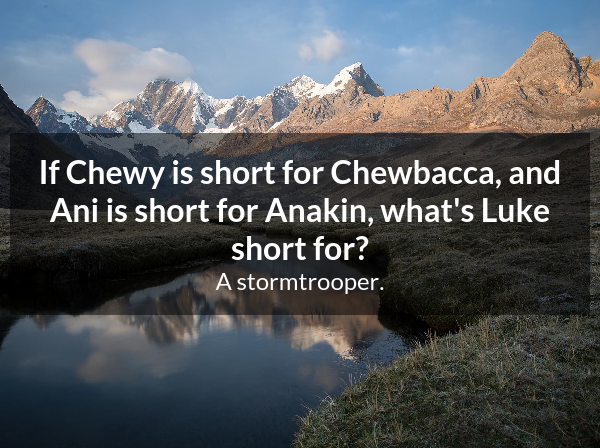 If Chewy is short for Chewbacca, and
Ani is short for Anakin, what's Luke
short for?
A stormtrooper.